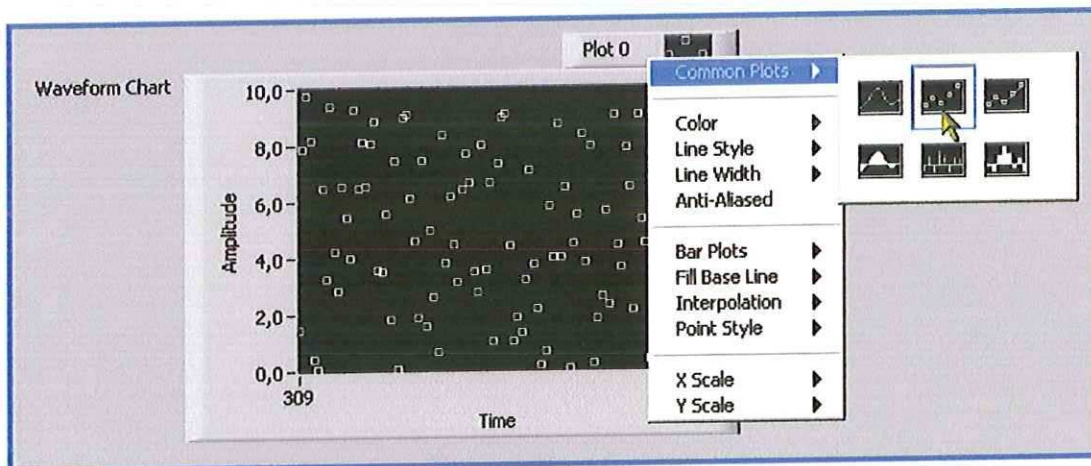 Plot 0
Waveform Chart
10,0
8,0
6,0
4,0
2,0
0,0
Amplitude
309
Time
Common Plots
Color
Line Style
Line Width
Anti-Aliased
Bar Plots
Fill Base Line
Interpolation
Point Style
X Scale
Y Scale